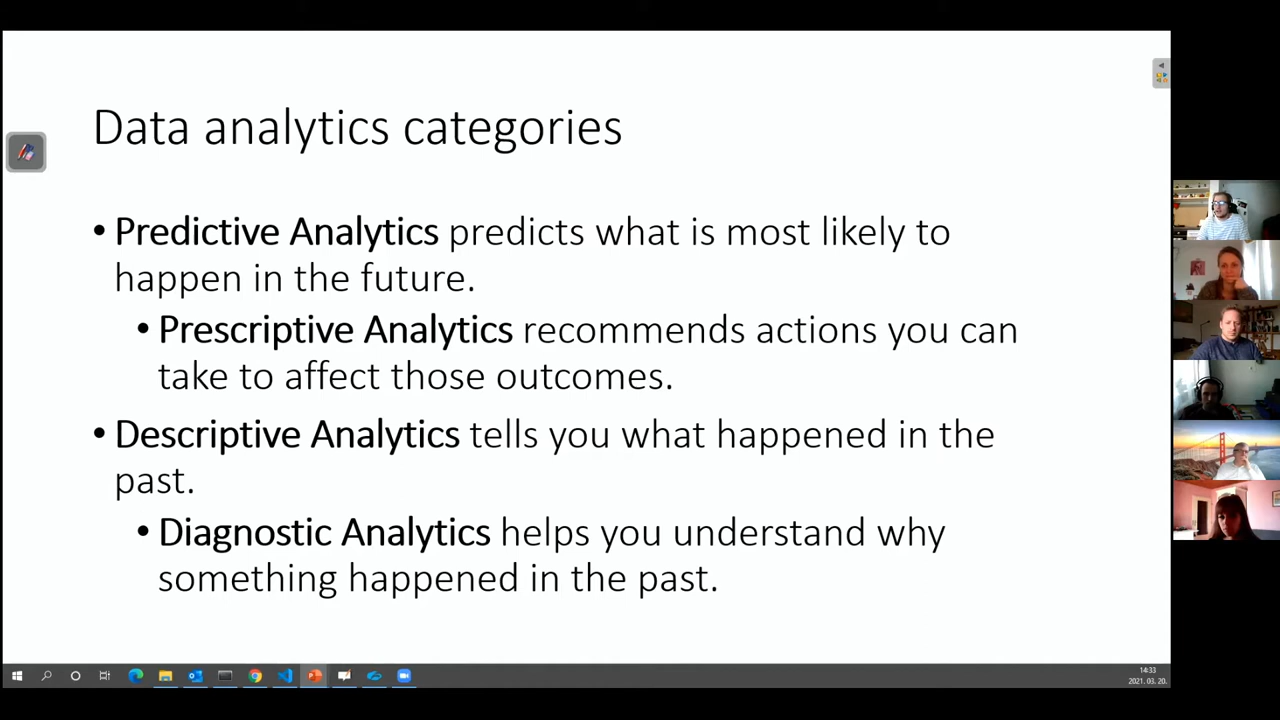 Data analytics categories
• Predictive Analytics predicts what is most likely to
happen in the future.
• Prescriptive Analytics recommends actions you can
take to affect those outcomes.
• Descriptive Analytics tells you what happened in the
past.
• Diagnostic Analytics helps you understand why
something happened in the past.
14:33
2021. 03. 20.